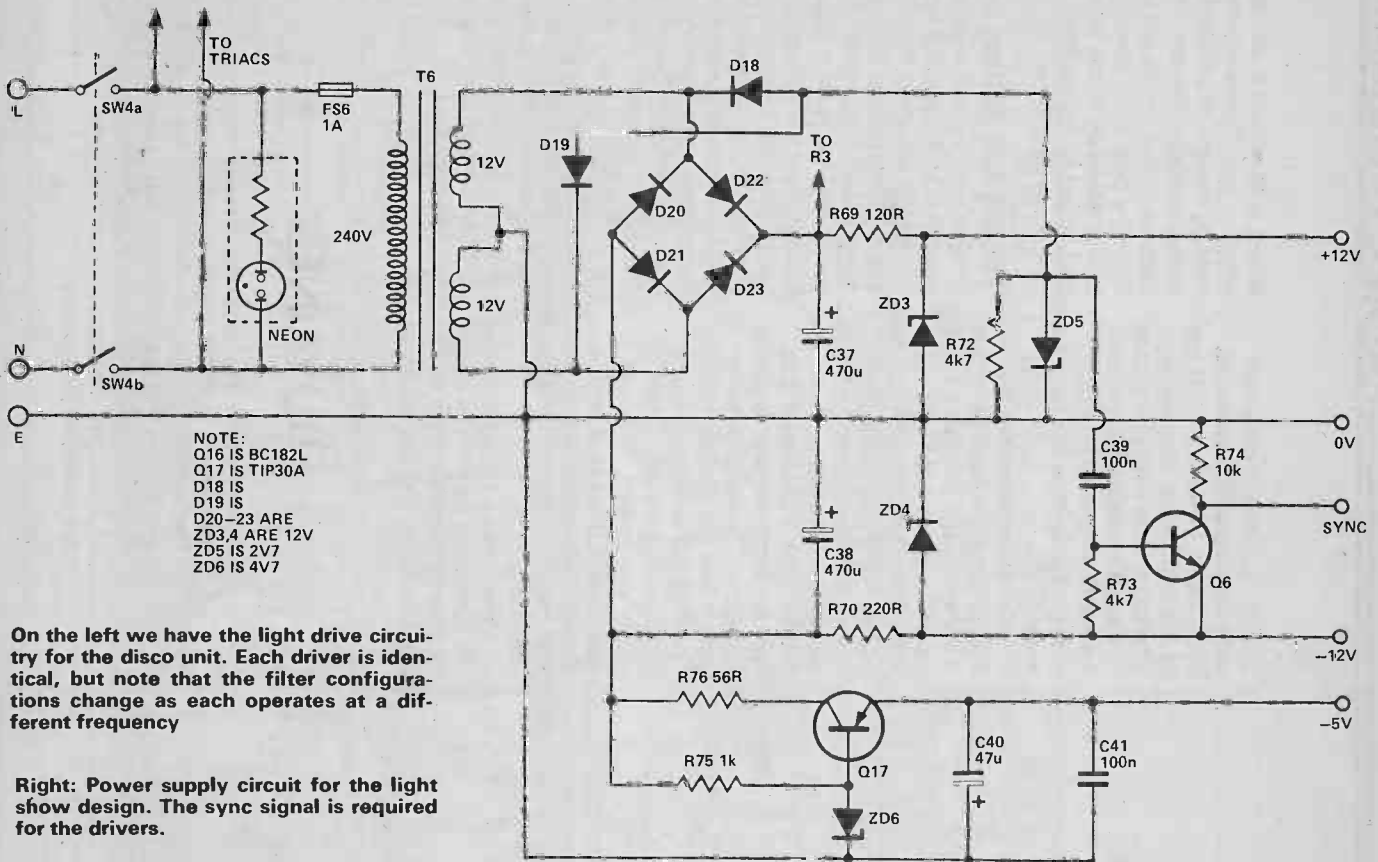 TO
TRIACS
L
SW4a
FS6
1A
T6
D18
12V
D19
TO
R3
D20
D22
R69 120R
+12V
240V
D21
D23
12V
ZD3
R72
4k7
ZD5
NEON
C37
470u
N
SW4b
E
0V
NOTE:
Q16 IS BC182L
Q17 IS TIP30A
D18 IS
D19 IS
D20–23 ARE
ZD3,4 ARE 12V
ZD5 IS 2V7
ZD6 IS 4V7
C39
100n
R74
10k
SYNC
+
C38
470u
ZD4
R73
4k7
Q6
R70 220R
–12V
On the left we have the light drive circui-
try for the disco unit. Each driver is iden-
tical, but note that the filter configura-
tions change as each operates at a dif-
ferent frequency
R76 56R
–5V
R75 1k
Q17
C40
47u
+
C41
100n
ZD6
Right: Power supply circuit for the light
show design. The sync signal is required
for the drivers.